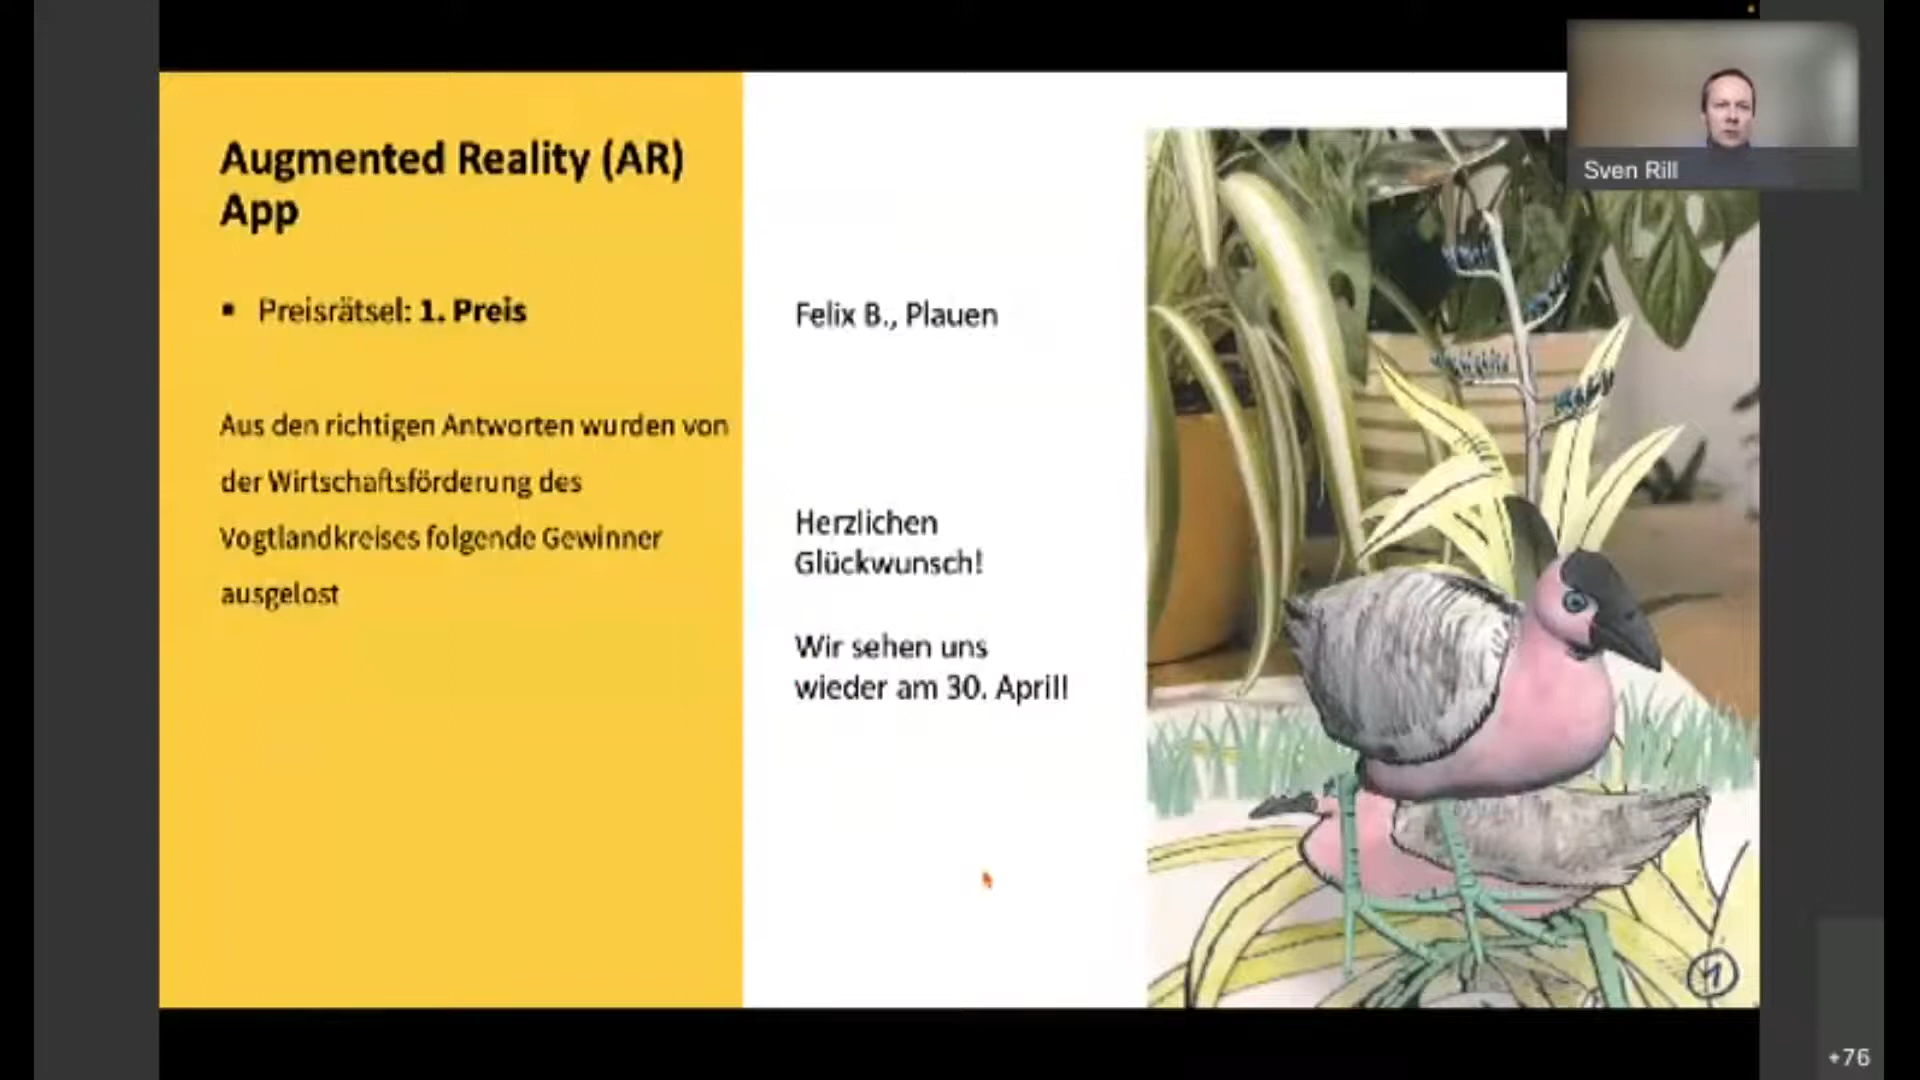 Augmented Reality (AR)
App
Preisrätsel: 1. Preis
Aus den richtigen Antworten wurden von
der Wirtschaftsförderung des
Vogtlandkreises folgende Gewinner
ausgelost
Felix B., Plauen
Herzlichen
Glückwunsch!
Wir sehen uns
wieder am 30. April!
Sven Rill
+76